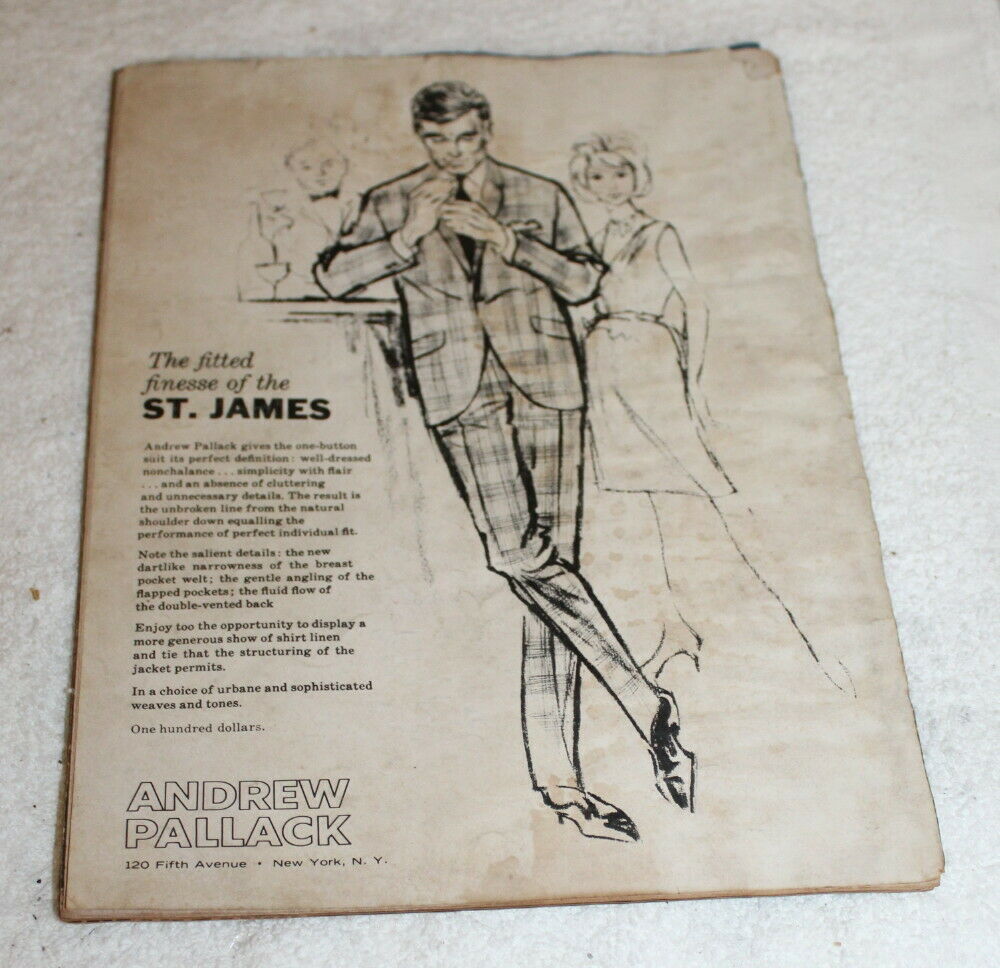 The fitted
finesse of the
ST. JAMES
Andrew Pallack gives the one-button
suit its perfect definition: well-dressed
nonchalance ... simplicity with flair
... and an absence of cluttering
and unnecessary details. The result is
the unbroken line from the natural
shoulder down equalling the
performance of perfect individual fit.
Note the salient details: the new
dartlike narrowness of the breast
pocket welt; the gentle angling of the
flapped pockets; the fluid flow of
the double-vented back
Enjoy too the opportunity to display a
more generous show of shirt linen
and tie that the structuring of the
jacket permits.
In a choice of urbane and sophisticated
weaves and tones.
One hundred dollars.
ANDREW
PALLACK
120 Fifth Avenue • New York, N. Y.